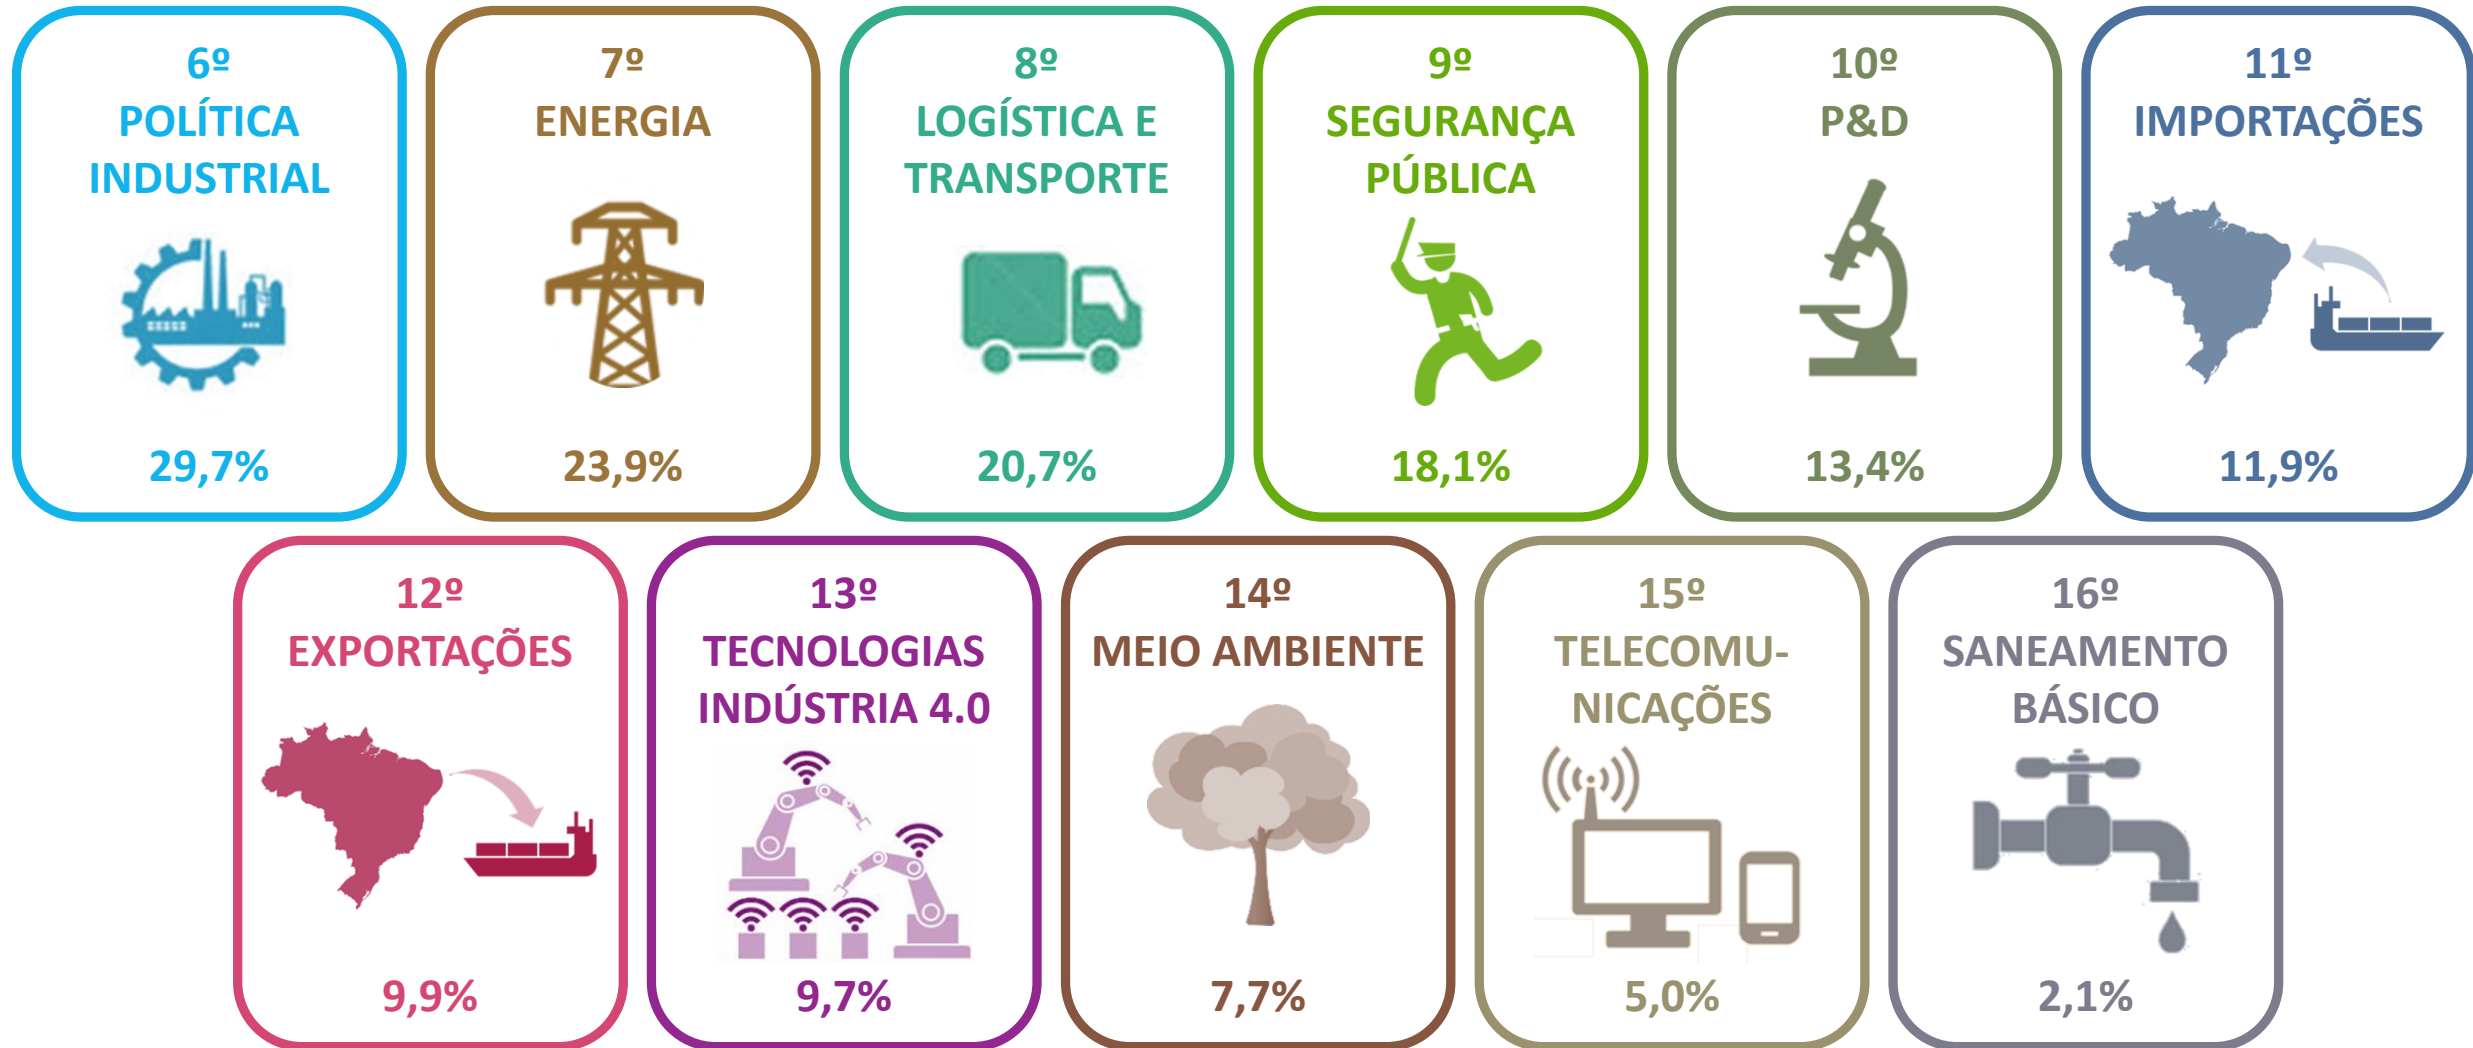 6º
POLÍTICA
INDUSTRIAL
29,7%
7º
ENERGIA
23,9%
8º
LOGÍSTICA E
TRANSPORTE
20,7%
9º
SEGURANÇA
PÚBLICA
18,1%
10º
P&D
13,4%
11º
IMPORTAÇÕES
11,9%
12º
EXPORTAÇÕES
9,9%
13º
TECNOLOGIAS
INDÚSTRIA 4.0
9,7%
14º
MEIO AMBIENTE
7,7%
15º
TELECOMU-
NICAÇÕES
5,0%
16º
SANEAMENTO
BÁSICO
2,1%